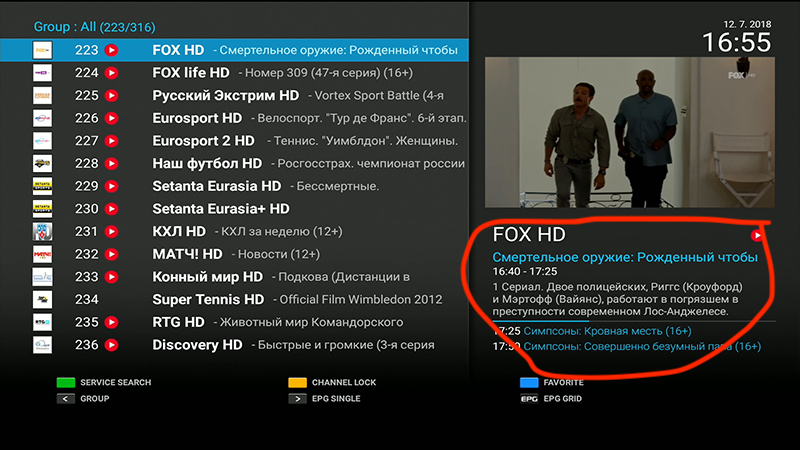 Group : All (223/316)
12. 7. 2018
16:55
223 FOX HD - Смертельное оружие: Рожденный чтобы
224 FOX life HD - Номер 309 (47-я серия) (16+)
225 Русский Экстрим HD - Vortex Sport Battle (4-я
226 Eurosport HD - Велоспорт. "Тур де Франс". 6-й этап.
227 Eurosport 2 HD - Теннис. "Уимблдон". Женщины.
228 Наш футбол HD - Росгосстрах. чемпионат россии
229 Setanta Eurasia HD - Бессмертные.
230 Setanta Eurasia+ HD
231 КХЛ HD - КХЛ за неделю (12+)
232 МАТЧ! HD - Новости (12+)
233 Конный мир HD - Подкова (Дистанции в
234 Super Tennis HD - Official Film Wimbledon 2012
235 RTG HD - Животный мир Командорского
236 Discovery HD - Быстрые и громкие (3-я серия
FOX HD
FOX HD
Смертельное оружие: Рожденный чтобы
16:40 - 17:25
1 Сериал. Двое полицейских, Риггс (Кроуфорд)
и Мэртофф (Вайянс), работают в погрязшем в
преступности современном Лос-Анджелесе.
17:25 Симпсоны: Кровная месть (16+)
17:50 Симпсоны: Совершенно безумный папа (16+)
SERVICE SEARCH
CHANNEL LOCK
FAVORITE
< GROUP
> EPG SINGLE
EPG EPG GRID